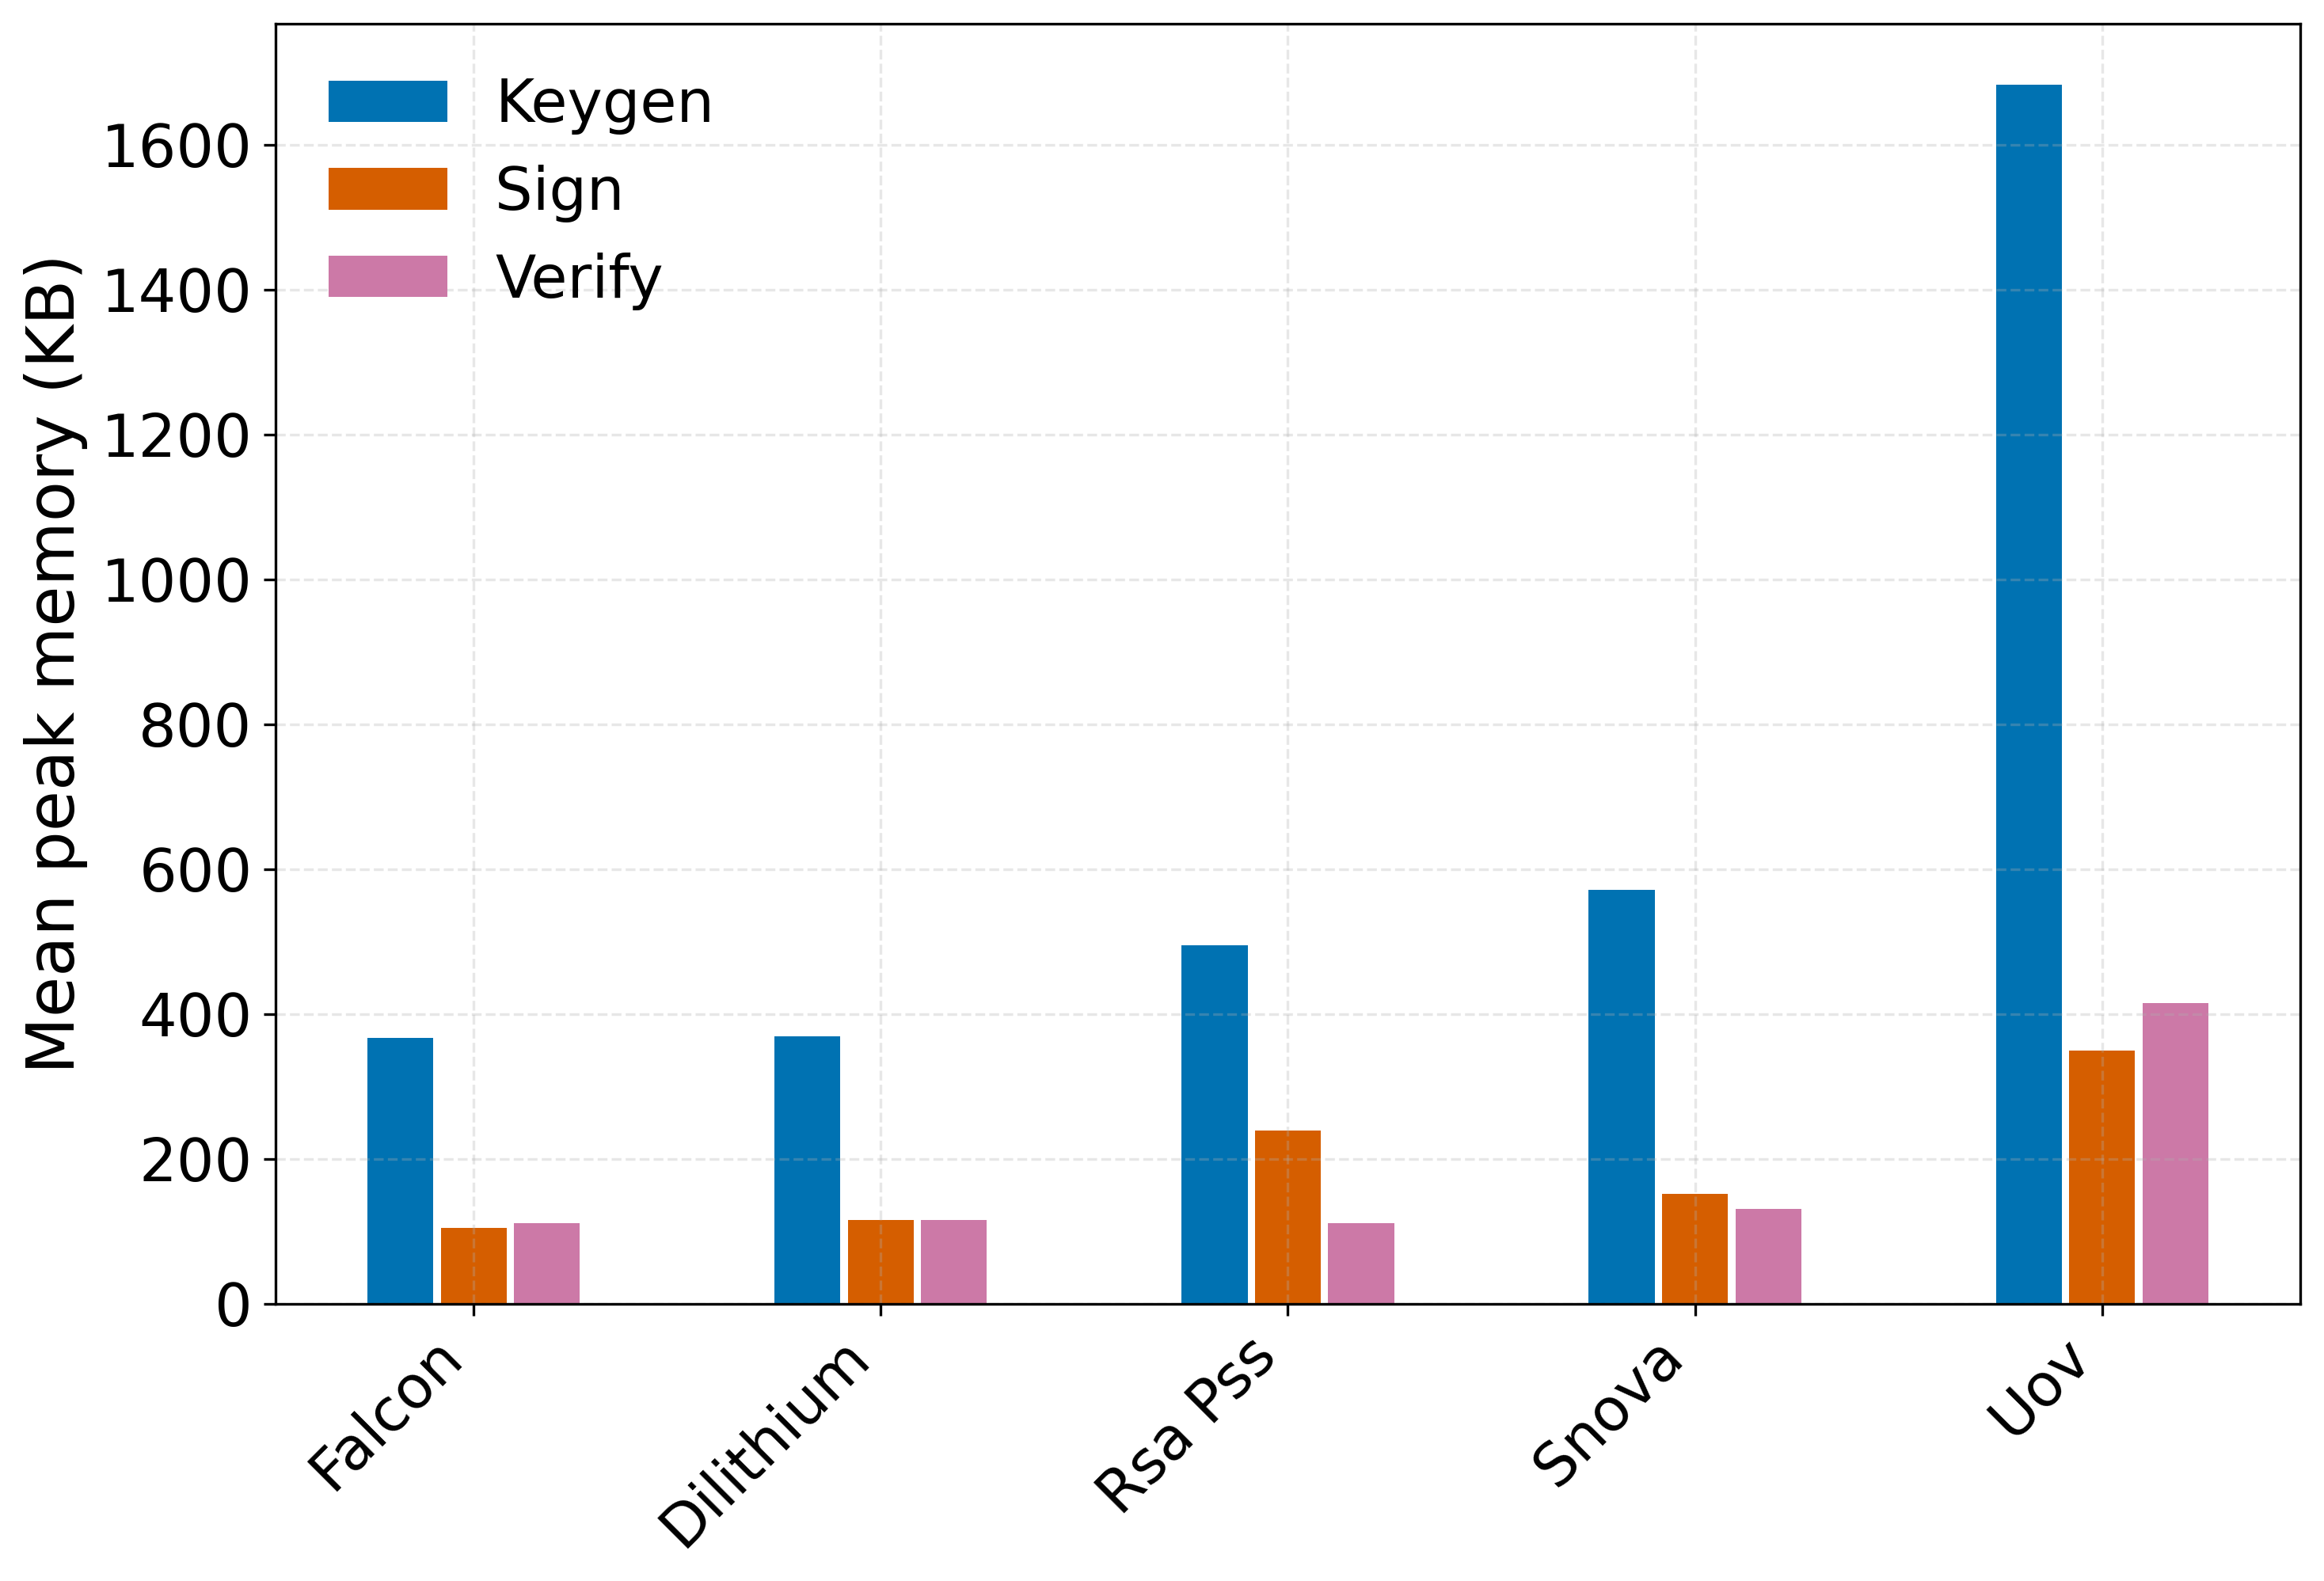 Keygen
Sign
Verify
Mean peak memory (KB)
1600
1400
1200
1000
800
600
400
200
0
Falcon
Dilithium
Rsa Pss
Snova
Uov